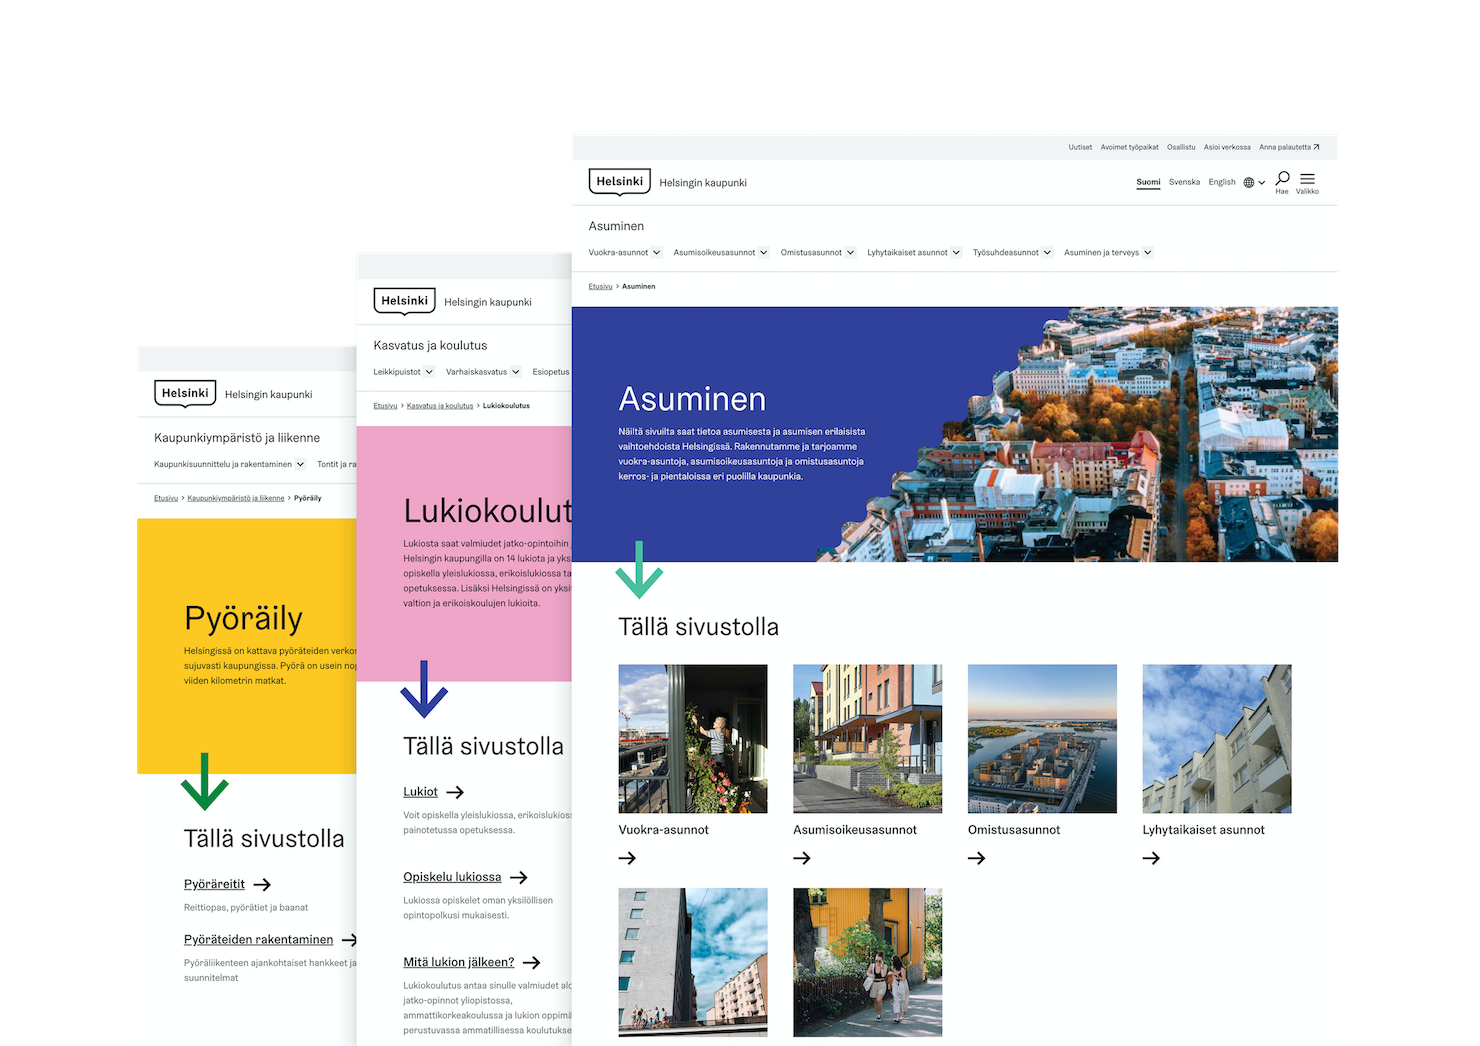 Uutiset Avoimet työpaikat Osallistu Asioi verkossa Anna palautetta
Helsinki Helsingin kaupunki
Suomi Svenska English
Hae Valikko
Asuminen
Vuokra-asunnot Asumisoikeusasunnot Omistusasunnot Lyhytaikaiset asunnot Työsuhdeasunnot Asuminen ja terveys
Etusivu > Asuminen
Asuminen
Näiltä sivuilta saat tietoa asumisesta ja asumisen erilaisista
vaihtoehdoista Helsingissä. Rakennutamme ja tarjoamme
vuokra-asuntoja, asumisoikeusasuntoja ja omistusasuntoja
kerros- ja pientaloissa eri puolilla kaupunkia.
Tällä sivustolla
Vuokra-asunnot
Asumisoikeusasunnot
Omistusasunnot
Lyhytaikaiset asunnot
Helsinki Helsingin kaupunki
Kasvatus ja koulutus
Leikkipuistot Varhaiskasvatus Esiopetus
Etusivu > Kasvatus ja koulutus > Lukiokoulutus
Lukiokoulut
Lukiosta saat valmiudet jatko-opintoihin
Helsingin kaupungilla on 14 lukiota ja yks
opiskella yleislukiossa, erikoislukiossa ta
opetuksessa. Lisäksi Helsingissä on yksi
valtion ja erikoiskoulujen lukioita.
Tällä sivustolla
Lukiot
Voit opiskella yleislukiossa, erikoislukios
painotetussa opetuksessa.
Opiskelu lukiossa
Lukiossa opiskelet oman yksilöllisen
opintopolkusi mukaisesti.
Mitä lukion jälkeen?
Lukiokoulutus antaa sinulle valmiudet al
jatko-opinnot yliopistossa,
ammattikorkeakoulussa ja lukion oppim
perustuvassa ammatillisessa koulutukse
Helsinki Helsingin kaupunki
Kaupunkiympäristö ja liikenne
Kaupunkisuunnittelu ja rakentaminen Tontit ja ra
Etusivu > Kaupunkiympäristö ja liikenne > Pyöräily
Pyöräily
Helsingissä on kattava pyöräteiden verkos
sujuvasti kaupungissa. Pyörä on usein nop
viiden kilometrin matkat.
Tällä sivustolla
Pyöräreitit
Reittiopas, pyörätiet ja baanat
Pyöräteiden rakentaminen
Pyöräliikenteen ajankohtaiset hankkeet ja
suunnitelmat